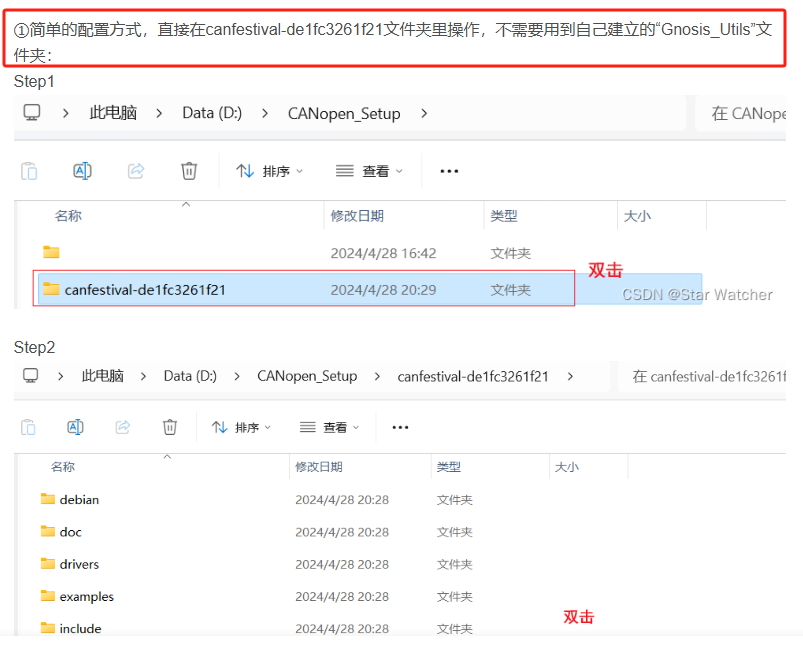 ①简单的配置方式，直接在canfestival-de1fc3261f21文件夹里操作，不需要用到自己建立的“Gnosis_Utils”文
件夹：
Step1
此电脑 > Data (D:) > CANopen_Setup > 在 CANope
排序 查看 •••
名称 修改日期 类型 大小
2024/4/28 16:42 文件夹
canfestival-de1fc3261f21 2024/4/28 20:29 文件夹 双击
CSDN @Star Watcher
Step2
此电脑 > Data (D:) > CANopen_Setup > canfestival-de1fc3261f21 > 在 canfestival-de1fc3261f
排序 查看 •••
名称 修改日期 类型 大小
debian 2024/4/28 20:28 文件夹
doc 2024/4/28 20:28 文件夹
drivers 2024/4/28 20:28 文件夹
examples 2024/4/28 20:28 文件夹
双击
include 2024/4/28 20:28 文件夹